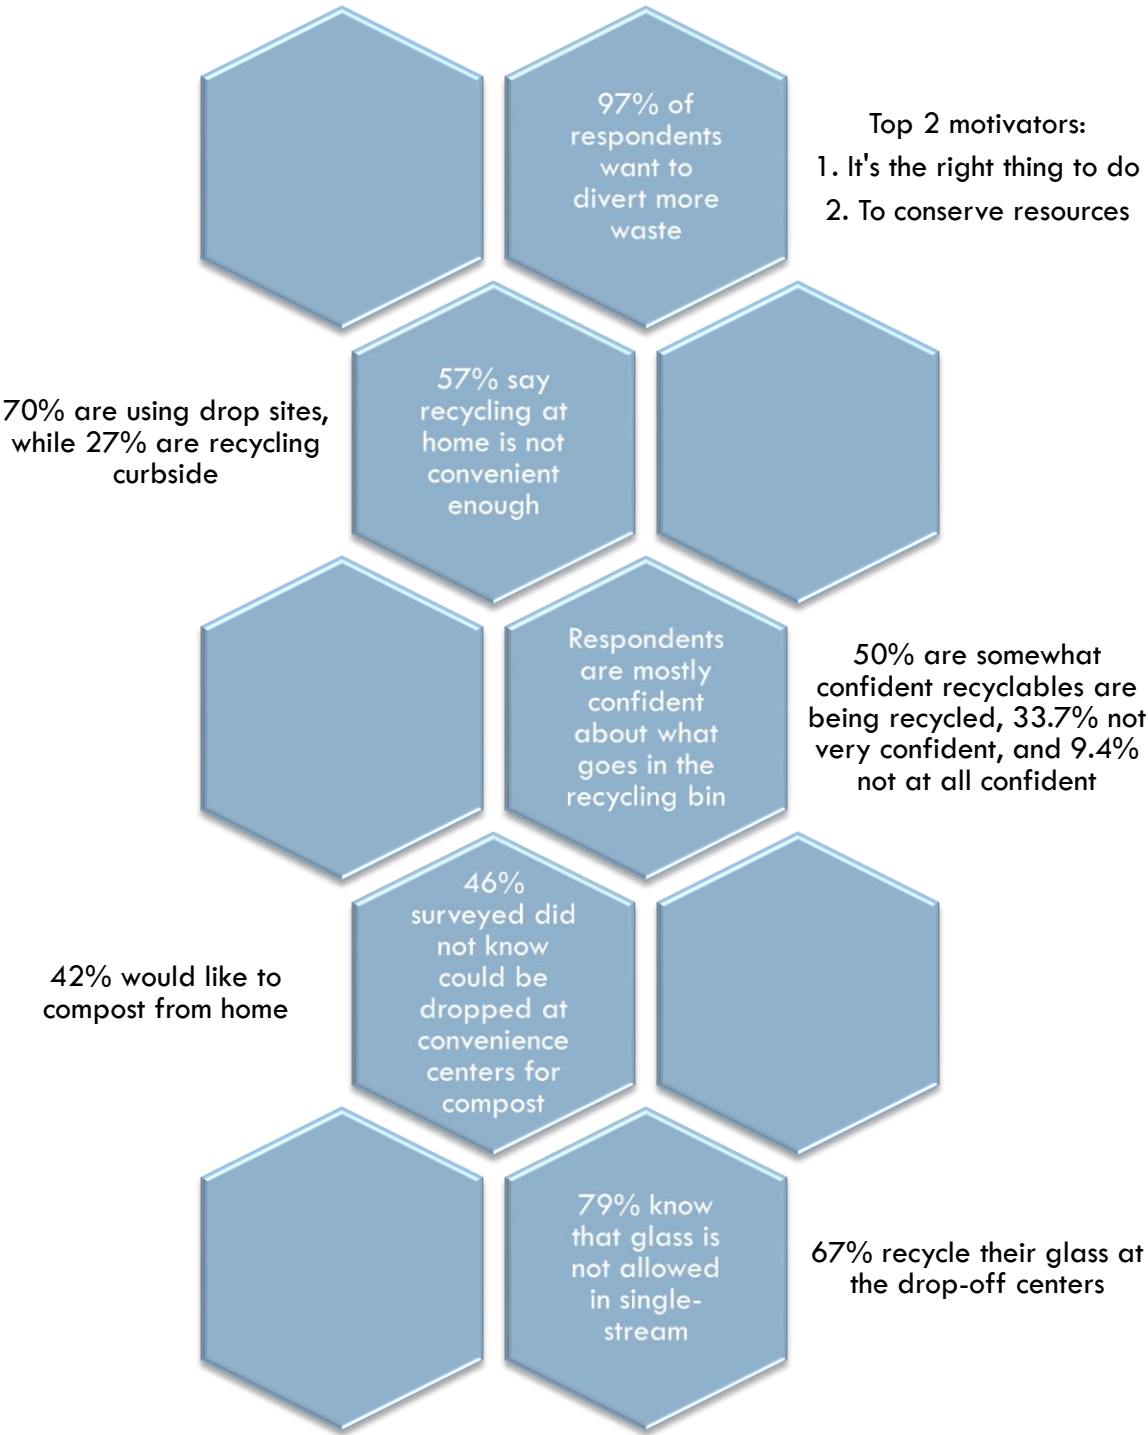 97% of
respondents
want to
divert more
waste
Top 2 motivators:
1. It's the right thing to do
2. To conserve resources
70% are using drop sites,
while 27% are recycling
curbside
57% say
recycling at
home is not
convenient
enough
Respondents
are mostly
confident
about what
goes in the
recycling bin
50% are somewhat
confident recyclables are
being recycled, 33.7% not
very confident, and 9.4%
not at all confident
42% would like to
compost from home
46%
surveyed did
not know
could be
dropped at
convenience
centers for
compost
79% know
that glass is
not allowed
in single-
stream
67% recycle their glass at
the drop-off centers